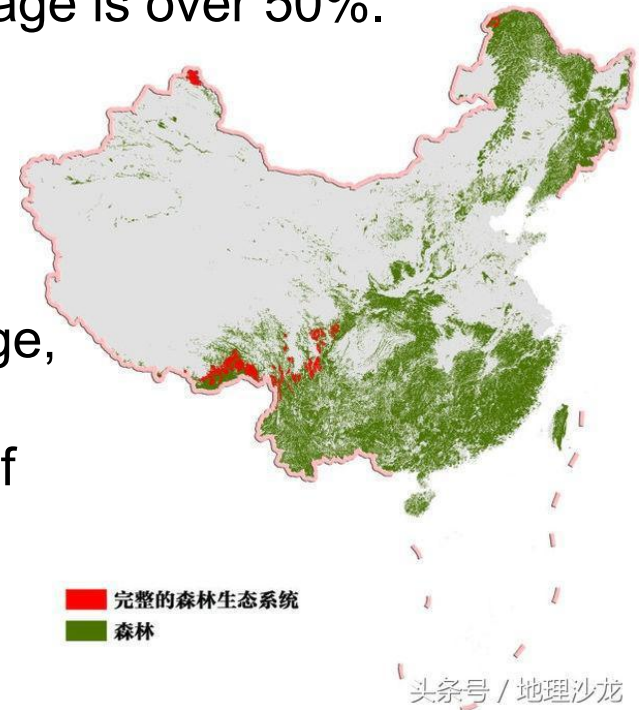 age is over 50%.
ge,
f
完整的森林生态系统
森林
头条号 / 地理沙龙